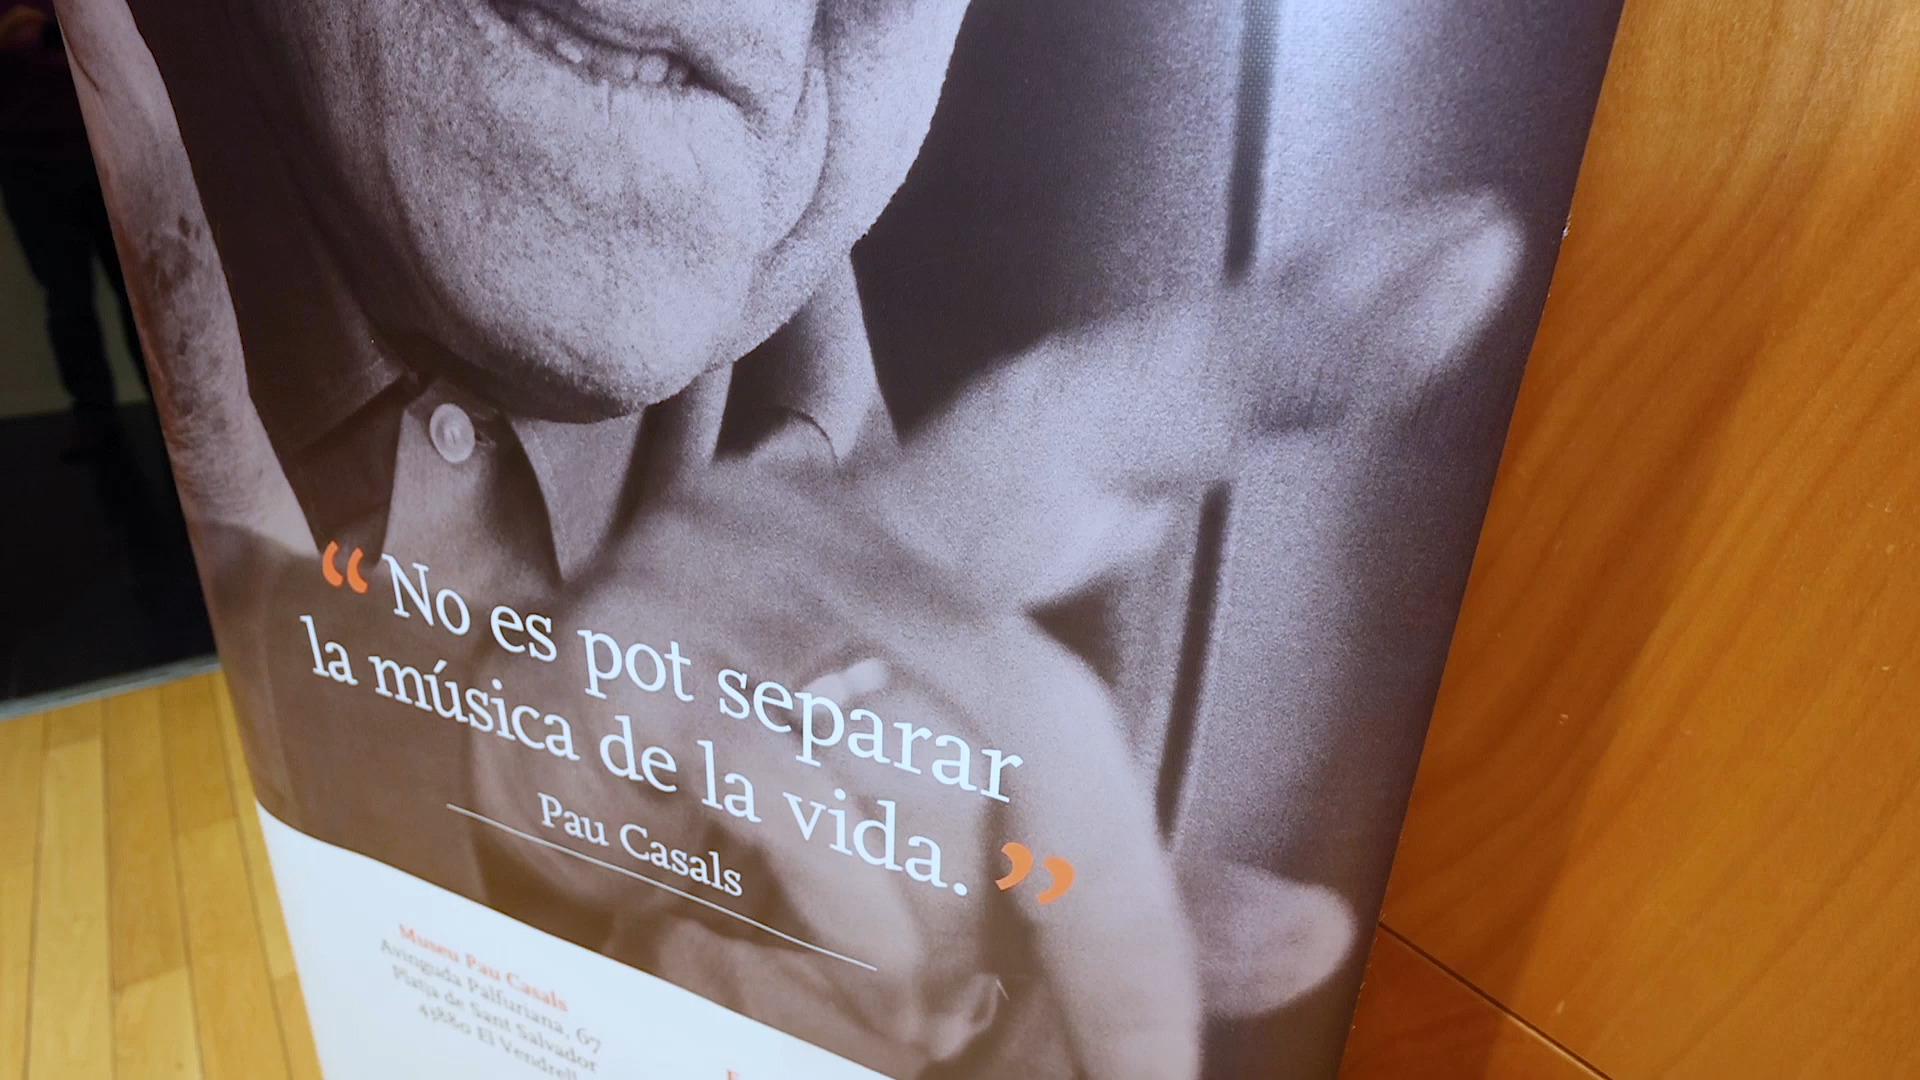 “ No es pot separar
la música de la vida. ”
Pau Casals
Museu Pau Casals
Avinguda Palfuriana, 67
Platja de Sant Salvador
43880 El Vendrell